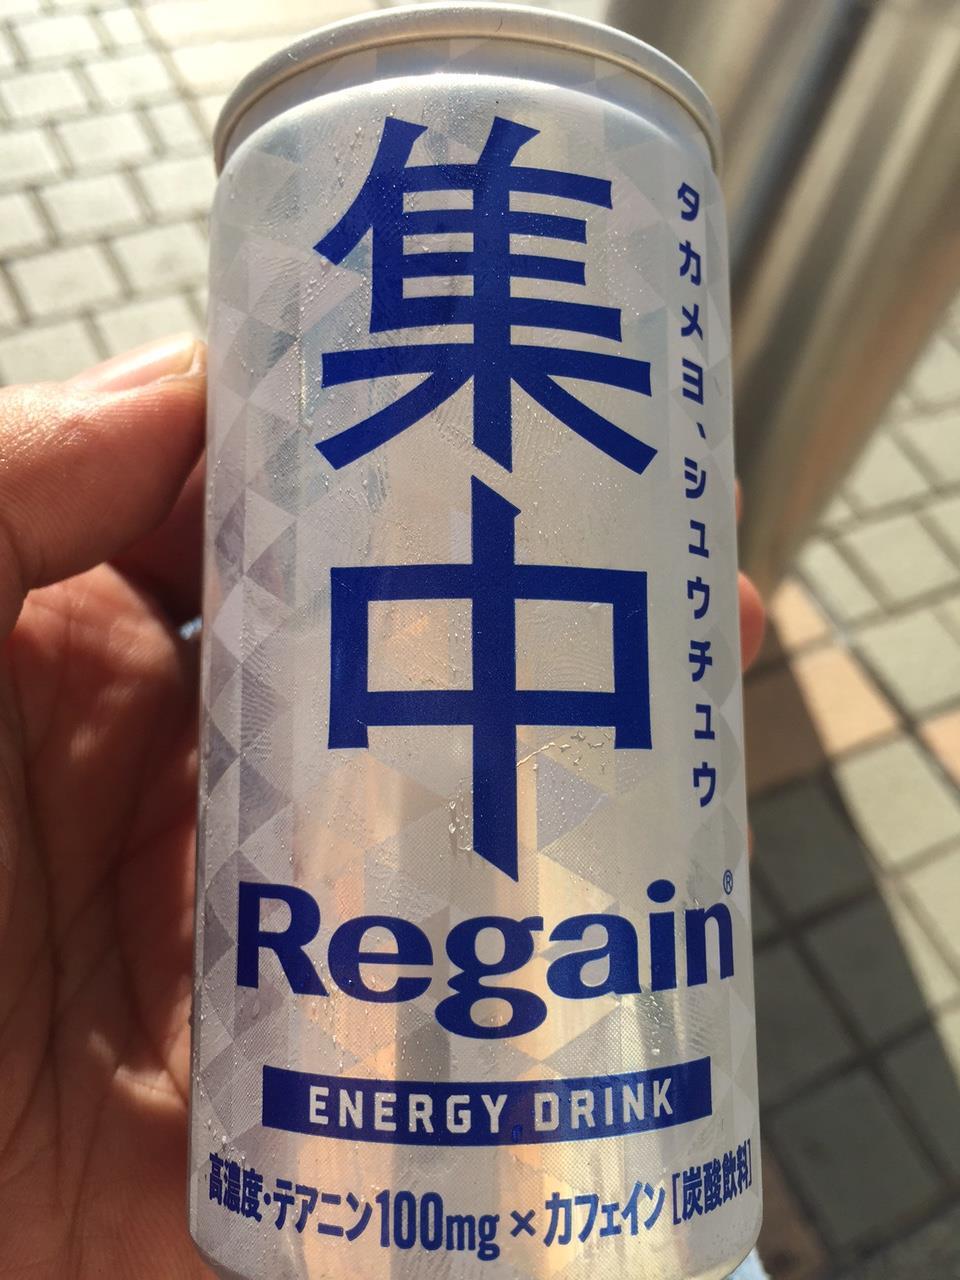 集中
タカメヨ、シュウチュウ
Regain®
ENERGY DRINK
高濃度・テアニン100mg×カフェイン[炭酸飲料]